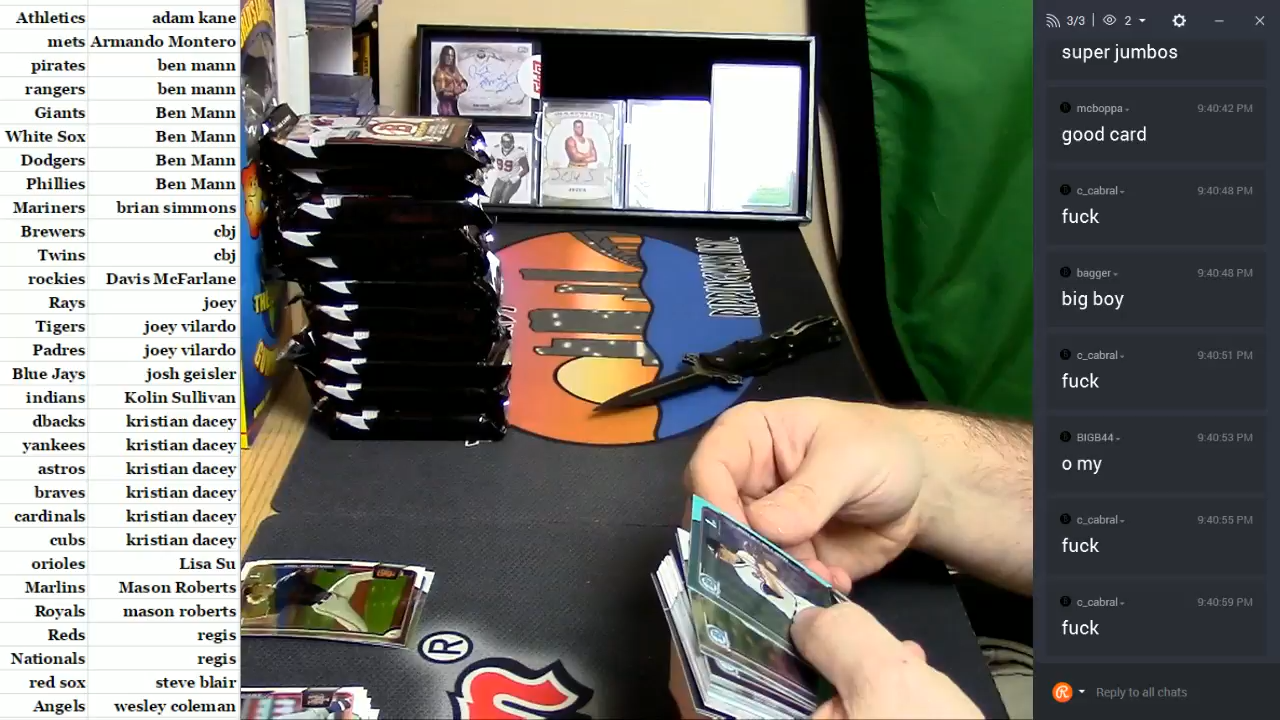 Athletics adam kane
mets Armando Montero
pirates ben mann
rangers ben mann
Giants Ben Mann
White Sox Ben Mann
Dodgers Ben Mann
Phillies Ben Mann
Mariners brian simmons
Brewers cbj
Twins cbj
rockies Davis McFarlane
Rays joey
Tigers joey vilardo
Padres joey vilardo
Blue Jays josh geisler
indians Kolin Sullivan
dbacks kristian dacey
yankees kristian dacey
astros kristian dacey
braves kristian dacey
cardinals kristian dacey
cubs kristian dacey
orioles Lisa Su
Marlins Mason Roberts
Royals mason roberts
Reds regis
Nationals regis
red sox steve blair
Angels wesley coleman
99
®
3/3 2
super jumbos
mcboppa 9:40:42 PM
good card
c_cabral 9:40:48 PM
fuck
bagger 9:40:48 PM
big boy
c_cabral 9:40:51 PM
fuck
BIGB44 9:40:53 PM
o my
c_cabral 9:40:55 PM
fuck
c_cabral 9:40:59 PM
fuck
Reply to all chats